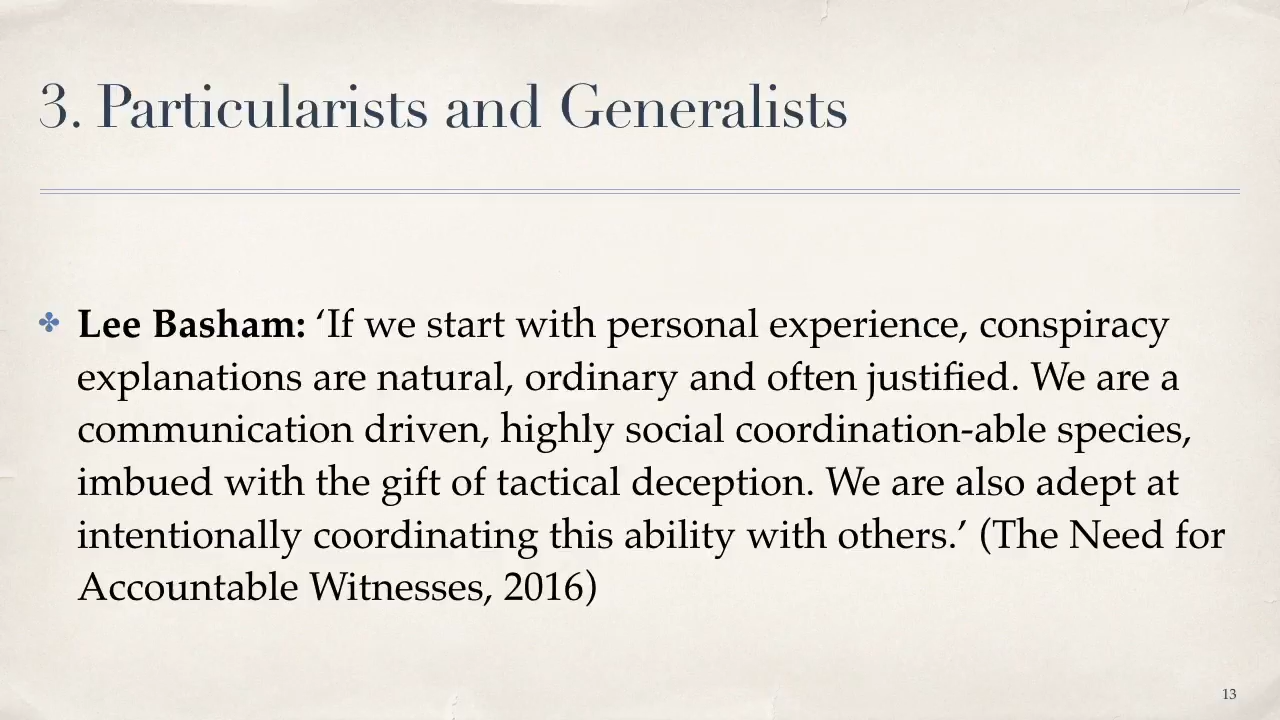 3. Particularists and Generalists
Lee Basham: ‘If we start with personal experience, conspiracy
explanations are natural, ordinary and often justified. We are a
communication driven, highly social coordination-able species,
imbued with the gift of tactical deception. We are also adept at
intentionally coordinating this ability with others.’ (The Need for
Accountable Witnesses, 2016)
13